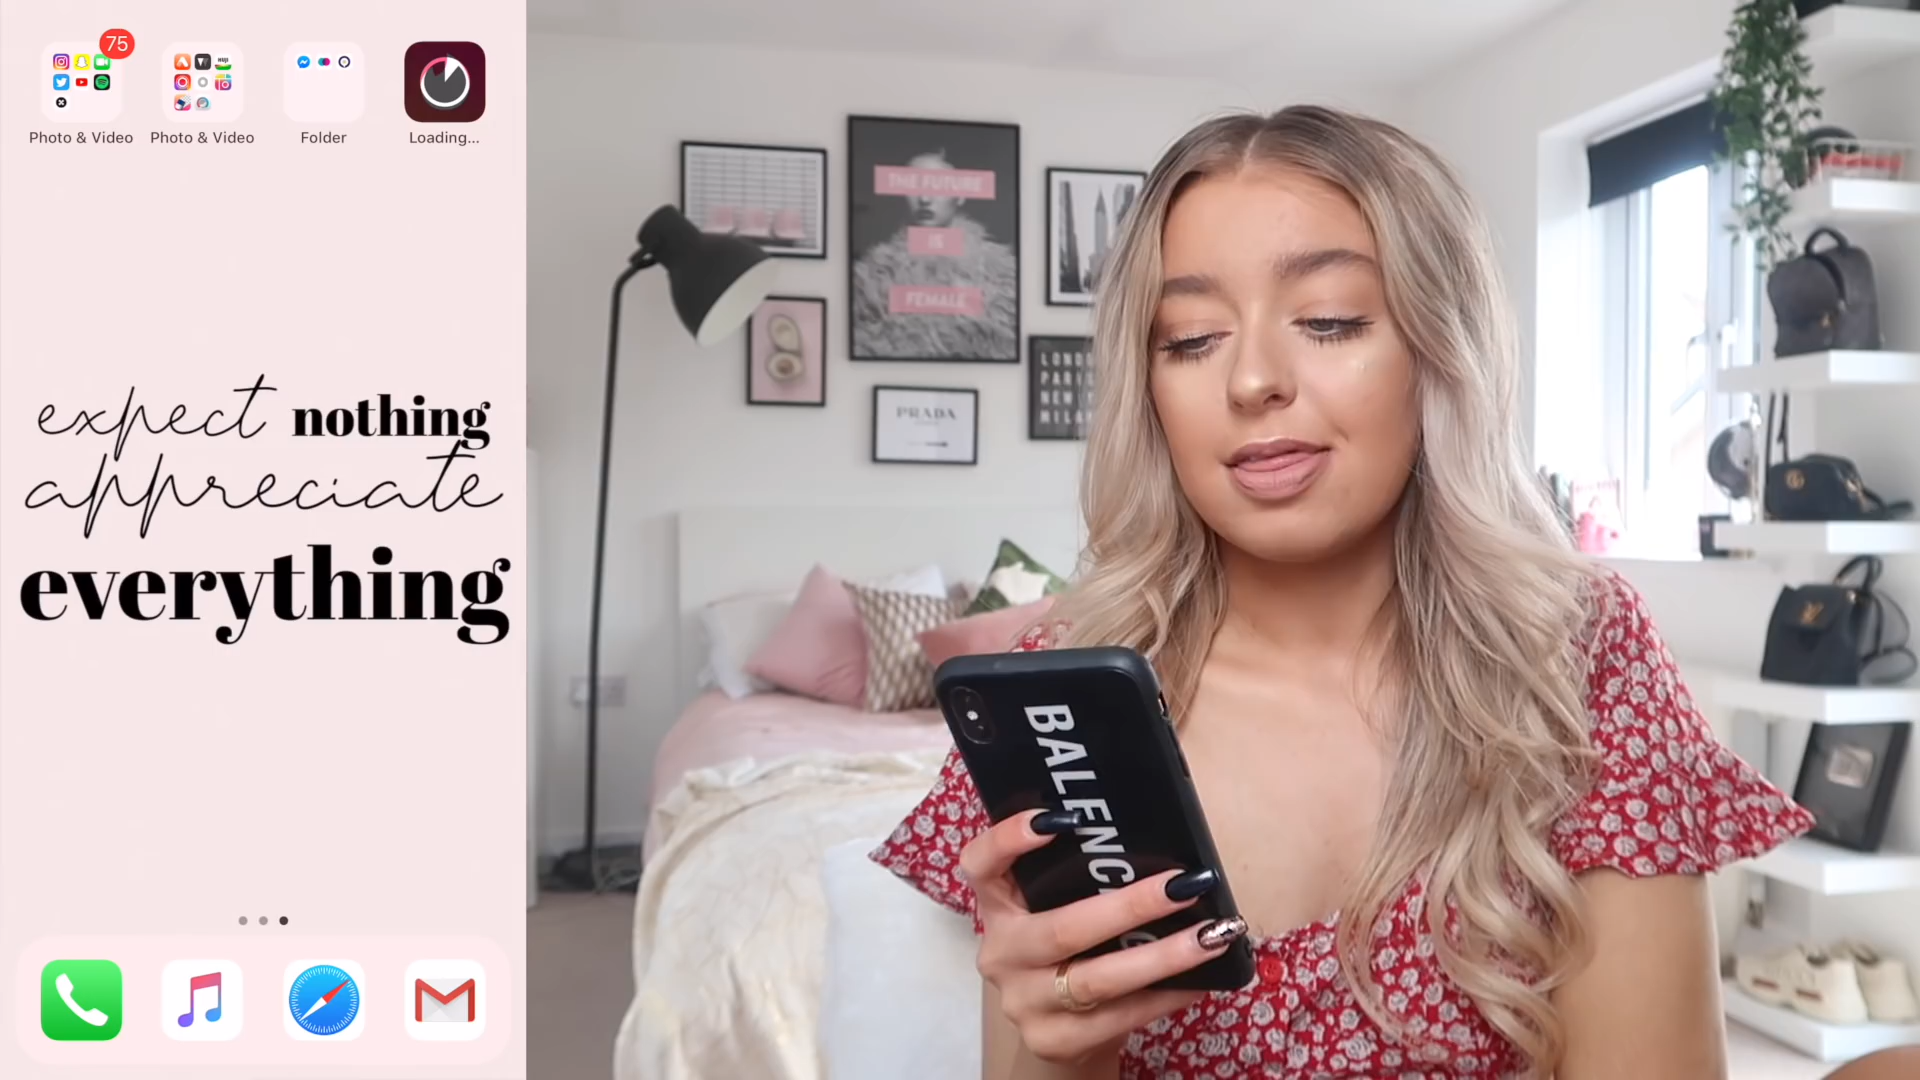 75
Photo & Video
Photo & Video
Folder
Loading...
expect nothing
appreciate
everything
THE FUTURE
IS
FEMALE
PRADA
BALENC